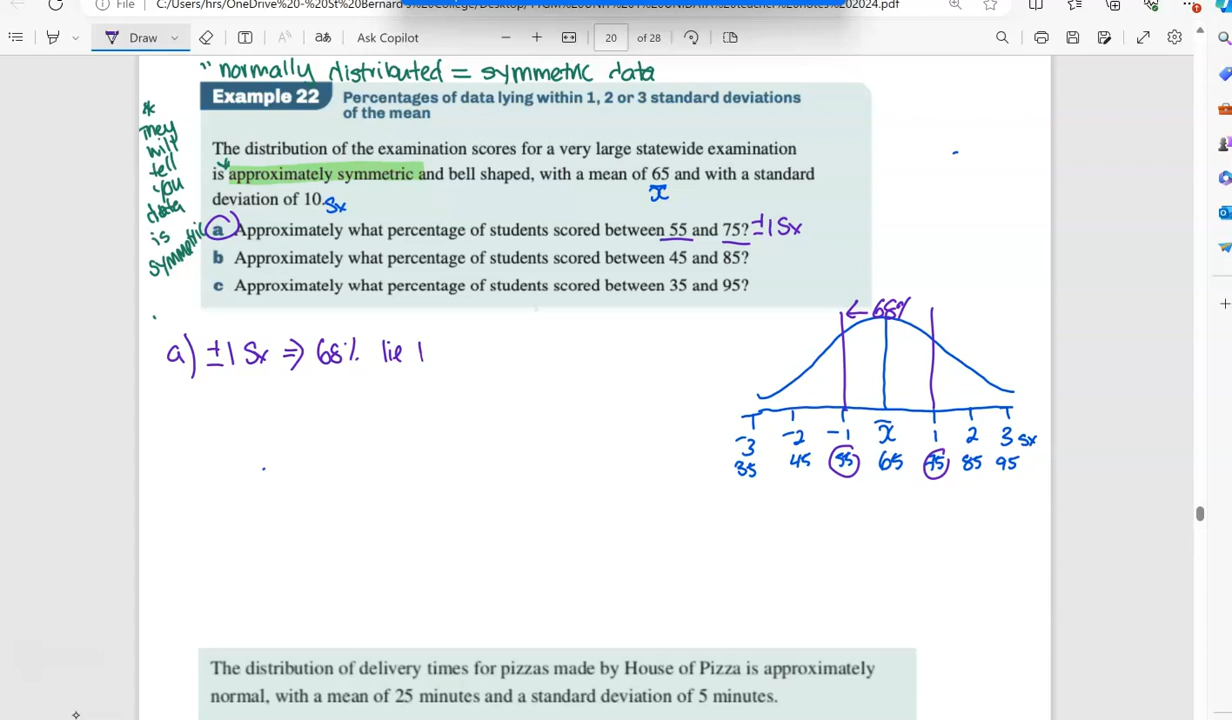 C:/Users/hrs/OneDrive%20-%20St%20Bernard
2024.pdf
Draw
Ask Copilot
20 of 28
" normally distributed = symmetric data
Example 22 Percentages of data lying within 1, 2 or 3 standard deviations
of the mean
* They will tell you data is symmetric
The distribution of the examination scores for a very large statewide examination
is approximately symmetric and bell shaped, with a mean of 65 and with a standard
x̄
deviation of 10. Sx
a Approximately what percentage of students scored between 55 and 75? ±1 Sx
b Approximately what percentage of students scored between 45 and 85?
c Approximately what percentage of students scored between 35 and 95?
← 68%
a) ±1 Sx ⇒ 68% lie
-3 -2 -1 x̄ 1 2 3 Sx
35 45 55 65 75 85 95
The distribution of delivery times for pizzas made by House of Pizza is approximately
normal, with a mean of 25 minutes and a standard deviation of 5 minutes.